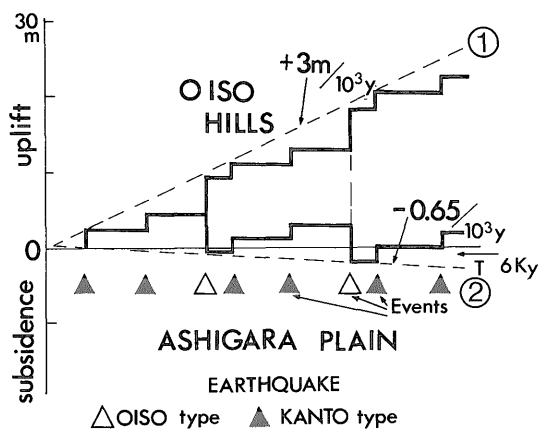 30
m
uplift
0
subsidence
OISO
HILLS
+3m/10³y
①
-0.65/10³y
T 6Ky
②
Events
ASHIGARA PLAIN
EARTHQUAKE
△OISO type ▲ KANTO type